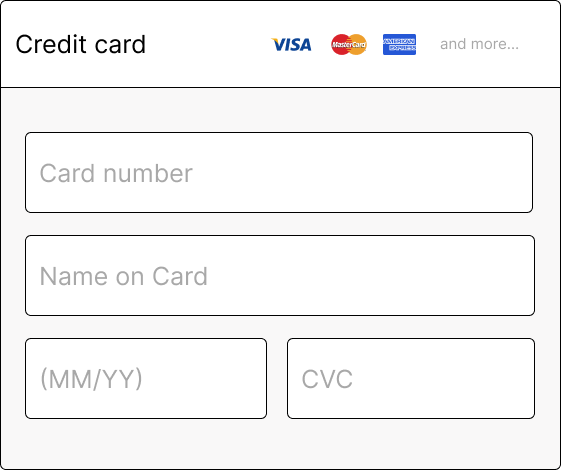 Credit card VISA MasterCard AMERICAN EXPRESS and more...
Card number
Name on Card
(MM/YY) CVC